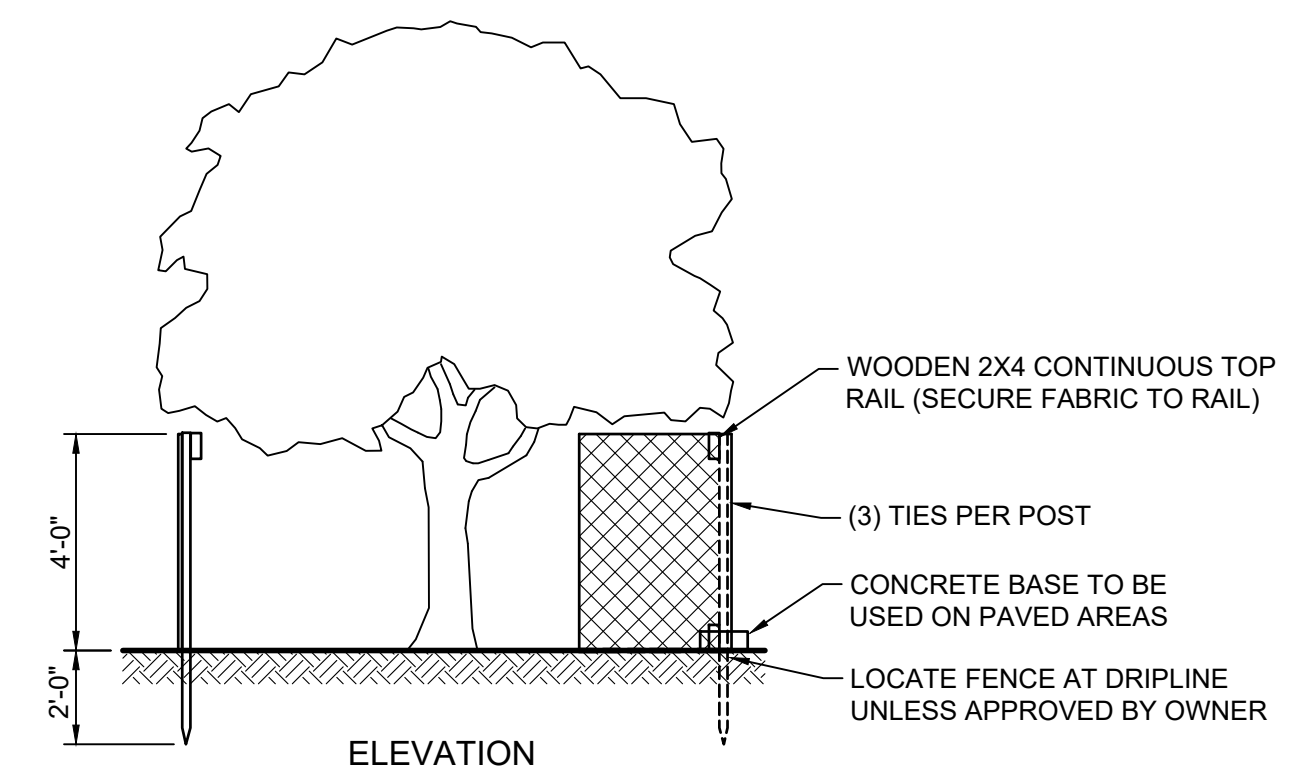 WOODEN 2X4 CONTINUOUS TOP
RAIL (SECURE FABRIC TO RAIL)
4'-0"
(3) TIES PER POST
CONCRETE BASE TO BE
USED ON PAVED AREAS
2'-0"
LOCATE FENCE AT DRIPLINE
UNLESS APPROVED BY OWNER
ELEVATION